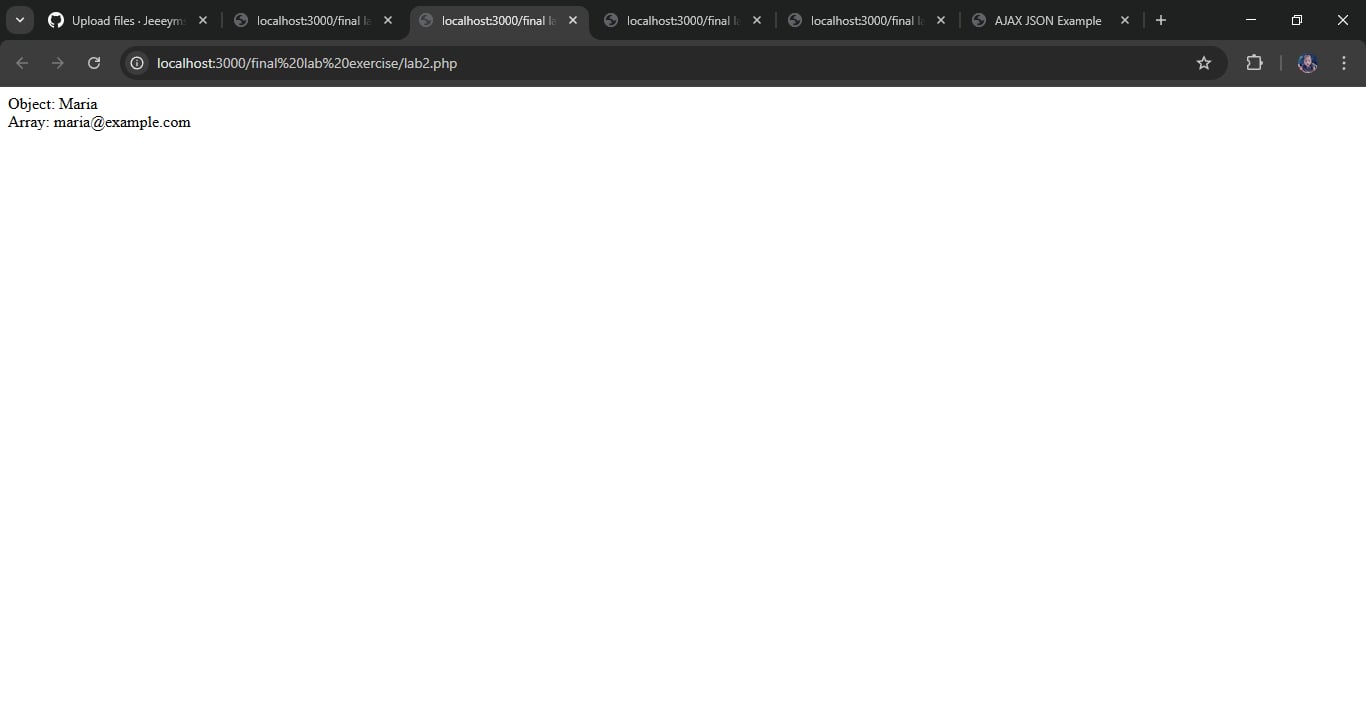 Upload files · Jeeeyms
localhost:3000/final la
localhost:3000/final la
localhost:3000/final la
localhost:3000/final la
AJAX JSON Example
localhost:3000/final%20lab%20exercise/lab2.php
Object: Maria
Array: maria@example.com